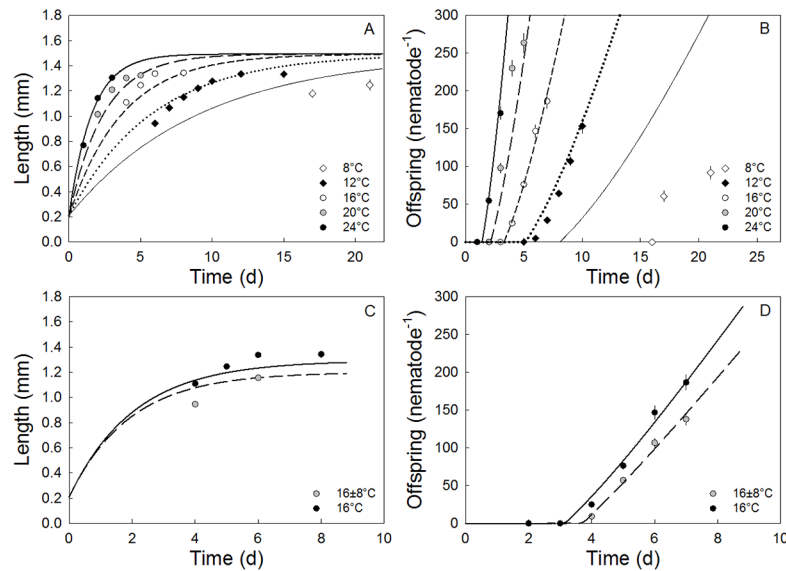 A
Length (mm)
1.8
1.6
1.4
1.2
1.0
0.8
0.6
0.4
0.2
0.0
0 5 10 15 20
Time (d)
8°C
12°C
16°C
20°C
24°C
B
Offspring (nematode⁻¹)
300
250
200
150
100
50
0
0 5 10 15 20 25
Time (d)
8°C
12°C
16°C
20°C
24°C
C
Length (mm)
1.8
1.6
1.4
1.2
1.0
0.8
0.6
0.4
0.2
0.0
0 2 4 6 8 10
Time (d)
16±8°C
16°C
D
Offspring (nematode⁻¹)
300
250
200
150
100
50
0
0 2 4 6 8 10
Time (d)
16±8°C
16°C